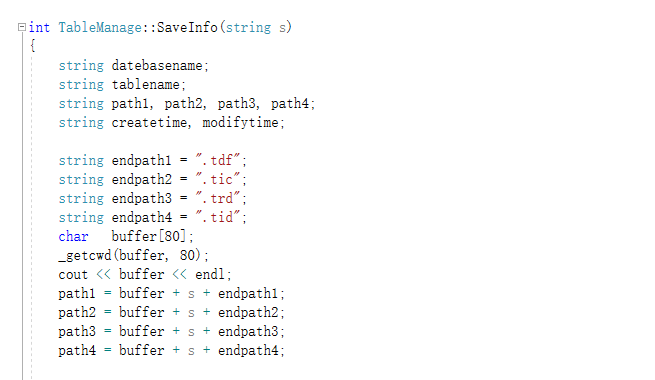 int TableManage::SaveInfo(string s)
{
string datebasename;
string tablename;
string path1, path2, path3, path4;
string createtime, modifytime;
string endpath1 = ".tdf";
string endpath2 = ".tic";
string endpath3 = ".trd";
string endpath4 = ".tid";
char   buffer[80];
_getcwd(buffer, 80);
cout << buffer << endl;
path1 = buffer + s + endpath1;
path2 = buffer + s + endpath2;
path3 = buffer + s + endpath3;
path4 = buffer + s + endpath4;